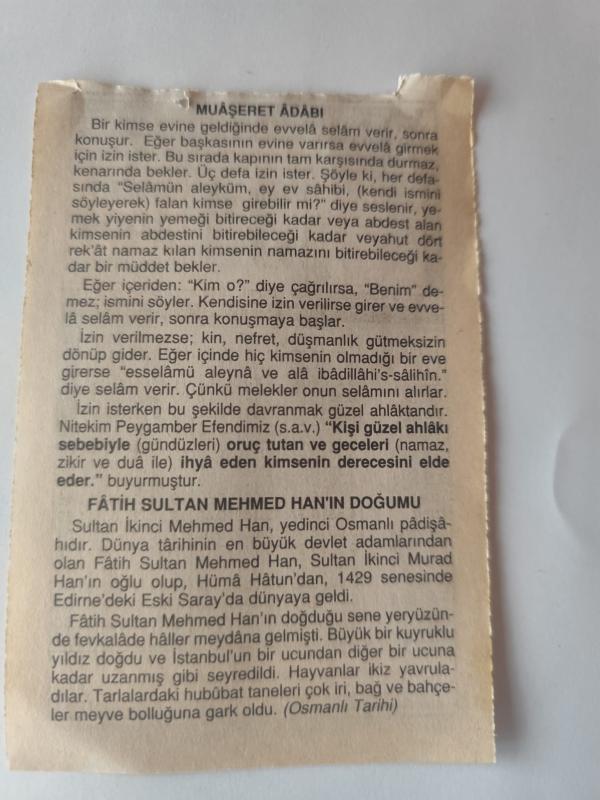 MUÂŞERET ÂDÂBI
Bir kimse evine geldiğinde evvelâ selâm verir, sonra
konuşur. Eğer başkasının evine varırsa evvelâ girmek
için izin ister. Bu sırada kapının tam karşısında durmaz,
kenarında bekler. Üç defa izin ister. Şöyle ki, her defa-
sında “Selâmün aleyküm, ey ev sâhibi, (kendi ismini
söyleyerek) falan kimse girebilir mi?” diye seslenir, ye-
mek yiyenin yemeği bitireceği kadar veya abdest alan
kimsenin abdestini bitirebileceği kadar veyahut dört
rek'ât namaz kılan kimsenin namazını bitirebileceği ka-
dar bir müddet bekler.
Eğer içeriden: “Kim o?” diye çağrılırsa, “Benim” de-
mez; ismini söyler. Kendisine izin verilirse girer ve evve-
lâ selâm verir, sonra konuşmaya başlar.
İzin verilmezse; kin, nefret, düşmanlık gütmeksizin
dönüp gider. Eğer içinde hiç kimsenin olmadığı bir eve
girerse “esselâmü aleynâ ve alâ ibâdillâhi's-sâlihîn.”
diye selâm verir. Çünkü melekler onun selâmını alırlar.
İzin isterken bu şekilde davranmak güzel ahlâktandır.
Nitekim Peygamber Efendimiz (s.a.v.) “Kişi güzel ahlâkı
sebebiyle (gündüzleri) oruç tutan ve geceleri (namaz,
zikir ve duâ ile) ihyâ eden kimsenin derecesini elde
eder.” buyurmuştur.
FÂTİH SULTAN MEHMED HAN'IN DOĞUMU
Sultan İkinci Mehmed Han, yedinci Osmanlı pâdişâ-
hıdır. Dünya târihinin en büyük devlet adamlarından
olan Fâtih Sultan Mehmed Han, Sultan İkinci Murad
Han'ın oğlu olup, Hümâ Hâtun'dan, 1429 senesinde
Edirne'deki Eski Saray'da dünyaya geldi.
Fâtih Sultan Mehmed Han'ın doğduğu sene yeryüzün-
de fevkalâde hâller meydâna gelmişti. Büyük bir kuyruklu
yıldız doğdu ve İstanbul'un bir ucundan diğer bir ucuna
kadar uzanmış gibi seyredildi. Hayvanlar ikiz yavrula-
dılar. Tarlalardaki hubûbat taneleri çok iri, bağ ve bahçe-
ler meyve bolluğuna gark oldu. (Osmanlı Tarihi)